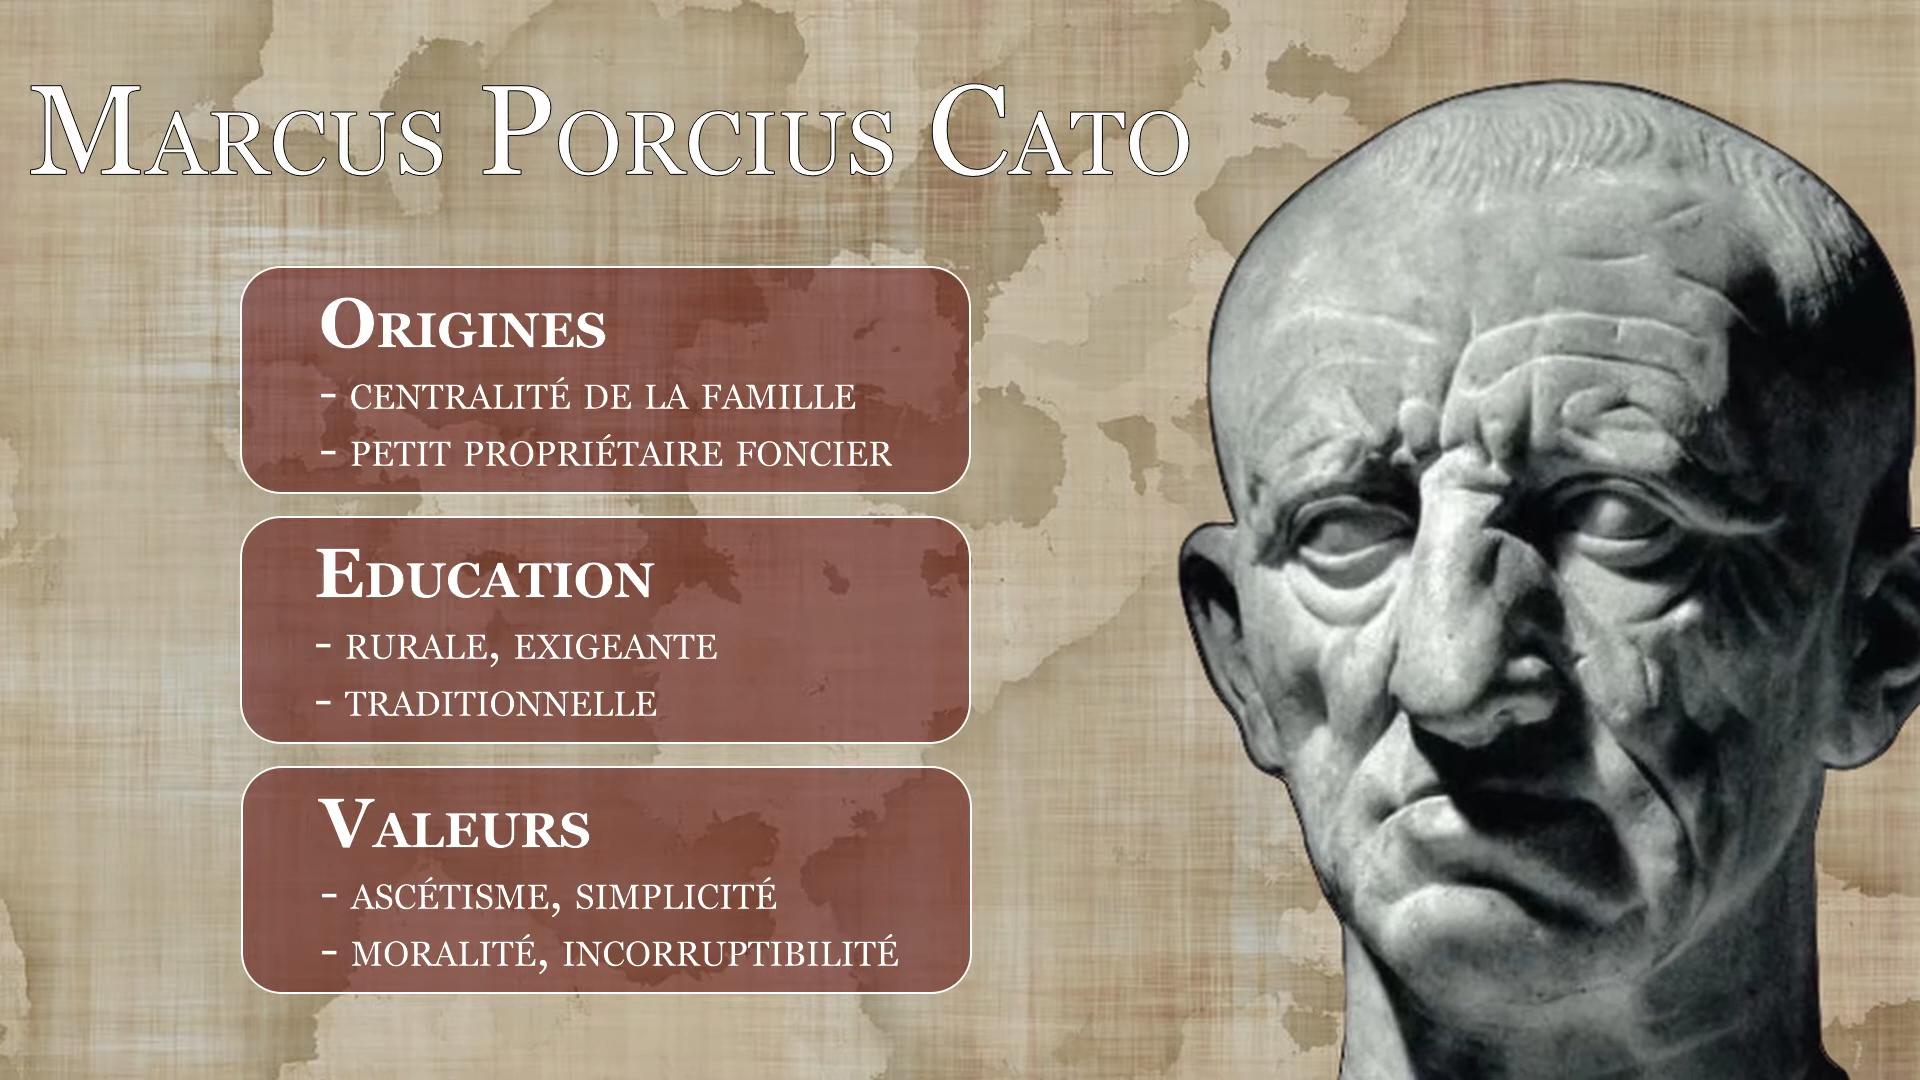 Marcus Porcius Cato
Origines
- centralité de la famille
- petit propriétaire foncier
Education
- rurale, exigeante
- traditionnelle
Valeurs
- ascétisme, simplicité
- moralité, incorruptibilité